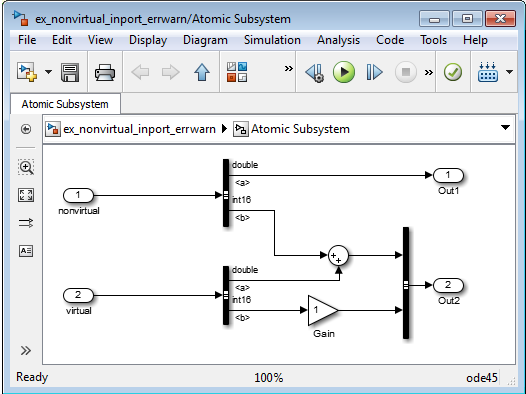 ex_nonvirtual_inport_errwarn/Atomic Subsystem
File Edit View Display Diagram Simulation Analysis Code Tools Help
» »
Atomic Subsystem
ex_nonvirtual_inport_errwarn Atomic Subsystem
double
1 <a> 1
nonvirtual int16 Out1
<b>
+
+
double
2 <a> 2
virtual int16 Out2
<b> 1
Gain
A
»
Ready 100% ode45